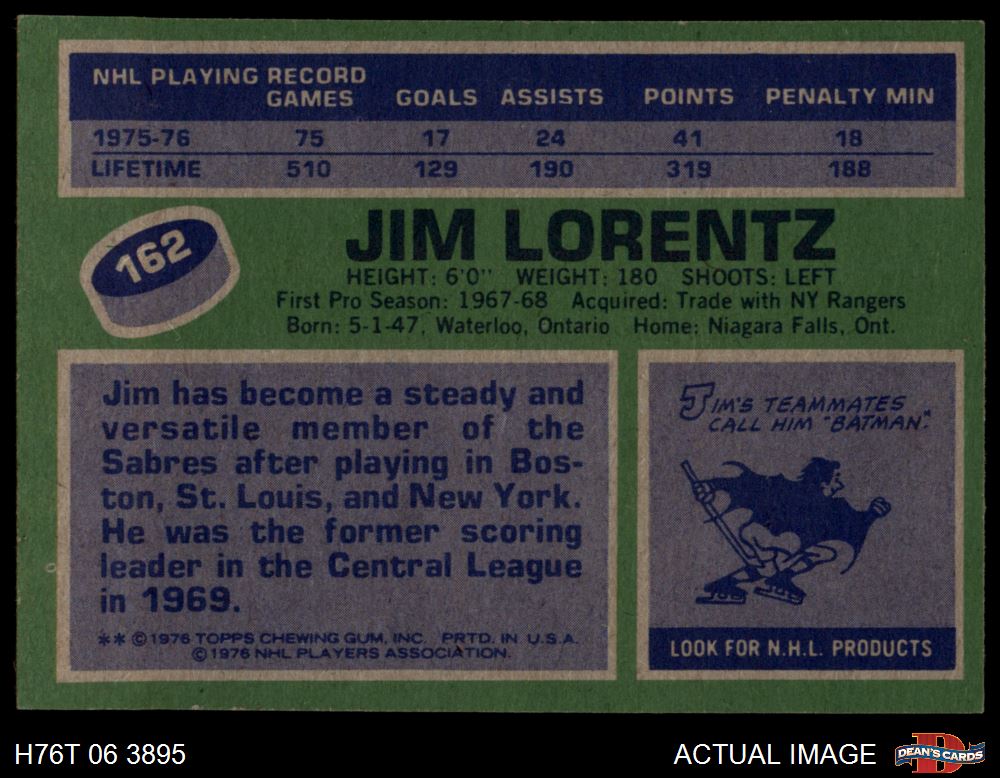 NHL PLAYING RECORD
GAMES GOALS ASSISTS POINTS PENALTY MIN
1975-76 75 17 24 41 18
LIFETIME 510 129 190 319 188
162
JIM LORENTZ
HEIGHT: 6'0" WEIGHT: 180 SHOOTS: LEFT
First Pro Season: 1967-68 Acquired: Trade with NY Rangers
Born: 5-1-47, Waterloo, Ontario Home: Niagara Falls, Ont.
Jim has become a steady and
versatile member of the
Sabres after playing in Bos-
ton, St. Louis, and New York.
He was the former scoring
leader in the Central League
in 1969.
** © 1976 TOPPS CHEWING GUM, INC. PRTD. IN U.S.A.
© 1976 NHL PLAYERS ASSOCIATION.
JIM'S TEAMMATES
CALL HIM "BATMAN."
LOOK FOR N.H.L. PRODUCTS
H76T 06 3895
ACTUAL IMAGE
D
DEAN'S CARDS